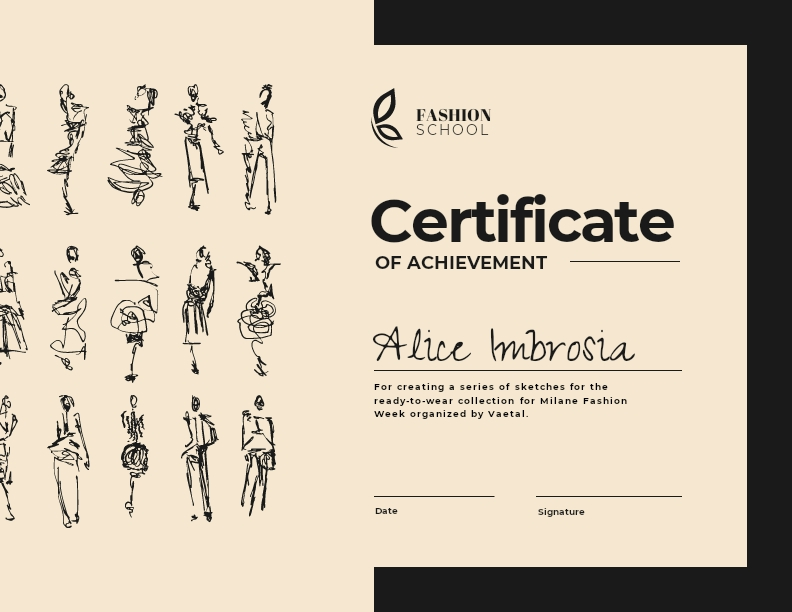 FASHION
SCHOOL
Certificate
OF ACHIEVEMENT
Alice Imbrosia
For creating a series of sketches for the
ready-to-wear collection for Milane Fashion
Week organized by Vaetal.
Date
Signature